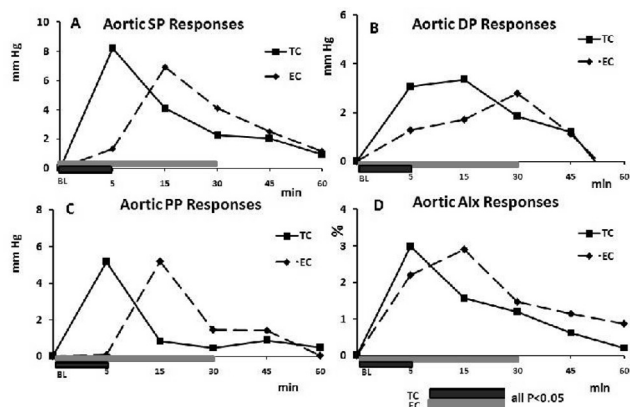 A Aortic SP Responses
mm Hg
10
8
6
4
2
0
TC
EC
BL 5 15 30 45 60
min
B Aortic DP Responses
mm Hg
6
4
2
0
TC
·EC
BL 5 15 30 45 60
min
C Aortic PP Responses
mm Hg
8
6
4
2
0
TC
·EC
BL 5 15 30 45 60
min
D Aortic AIx Responses
%
4
3
2
1
0
TC
·EC
BL 5 15 30 45 60
min
TC
EC
all P<0.05